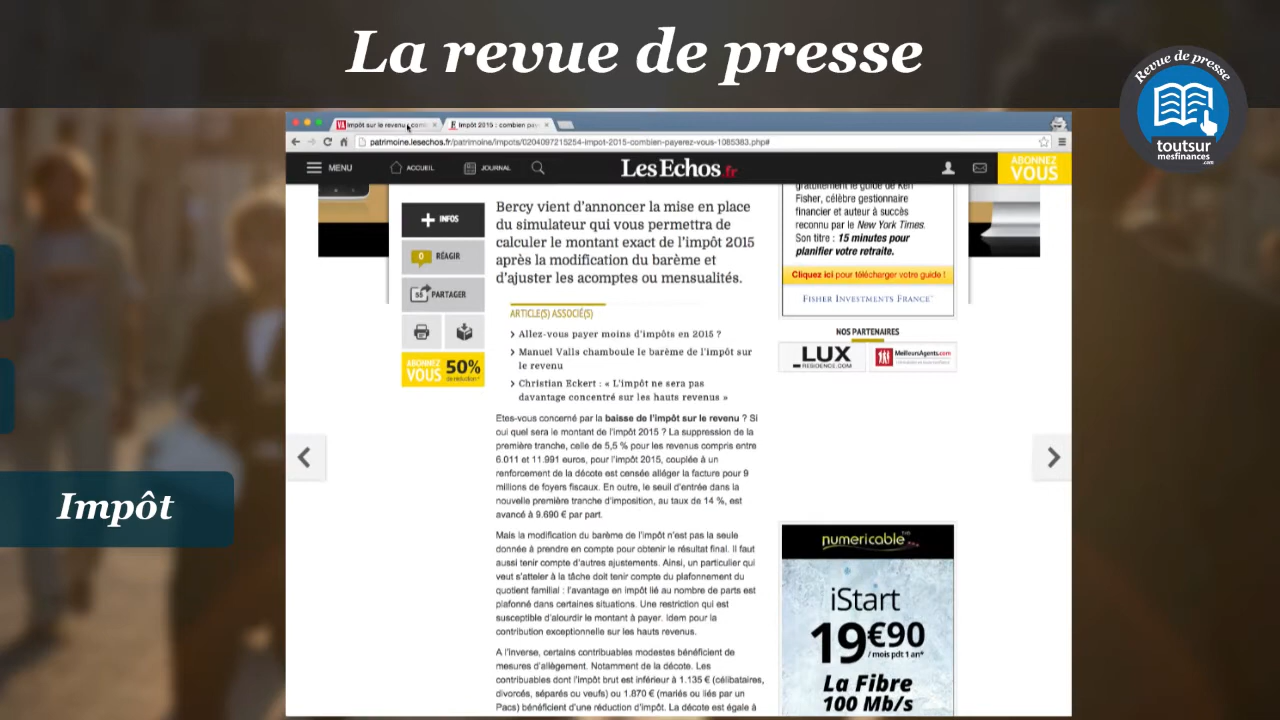 La revue de presse
Revue de presse
toutsur
mesfinances
.com
Impôt sur le revenu : com
Impôt 2015 : combien pay
patrimoine.lesechos.fr/patrimoine/impots/0204097215254-impot-2015-combien-payerez-vous-1085383.php#
MENU
ACCUEIL
JOURNAL
LesEchos.fr
ABONNEZ
VOUS
+ INFOS
0 RÉAGIR
PARTAGER
ABONNEZ
VOUS
50%
Bercy vient d'annoncer la mise en place
du simulateur qui vous permettra de
calculer le montant exact de l'impôt 2015
après la modification du barème et
d'ajuster les acomptes ou mensualités.
ARTICLE(S) ASSOCIÉ(S)
> Allez-vous payer moins d'impôts en 2015 ?
> Manuel Valls chamboule le barème de l'impôt sur
le revenu
> Christian Eckert : « L'impôt ne sera pas
davantage concentré sur les hauts revenus »
Etes-vous concerné par la baisse de l'impôt sur le revenu ? Si
oui quel sera le montant de l'impôt 2015 ? La suppression de la
première tranche, celle de 5,5 % pour les revenus compris entre
6.011 et 11.991 euros, pour l'impôt 2015, couplée à un
renforcement de la décote est censée alléger la facture pour 9
millions de foyers fiscaux. En outre, le seuil d'entrée dans la
nouvelle première tranche d'imposition, au taux de 14 %, est
avancé à 9.690 € par part.
Mais la modification du barème de l'impôt n'est pas la seule
donnée à prendre en compte pour obtenir le résultat final. Il faut
aussi tenir compte d'autres ajustements. Ainsi, un particulier qui
veut s'atteler à la tâche doit tenir compte du plafonnement du
quotient familial : l'avantage en impôt lié au nombre de parts est
plafonné dans certaines situations. Une restriction qui est
susceptible d'alourdir le montant à payer. Idem pour la
contribution exceptionnelle sur les hauts revenus.
A l'inverse, certains contribuables modestes bénéficient de
mesures d'allègement. Notamment de la décote. Les
contribuables dont l'impôt brut est inférieur à 1.135 € (célibataires,
divorcés, séparés ou veufs) ou 1.870 € (mariés ou liés par un
Pacs) bénéficient d'une réduction d'impôt. La décote est égale à
gratuitement le guide de Ken
Fisher, célèbre gestionnaire
financier et auteur à succès
reconnu par le New York Times.
Son titre : 15 minutes pour
planifier votre retraite.
Cliquez ici pour télécharger votre guide !
FISHER INVESTMENTS FRANCE
NOS PARTENAIRES
LUX
RESIDENCE.COM
MeilleursAgents.com
numericable
iStart
19€90
/mois pdt 1 an*
La Fibre
100 Mb/s
Impôt